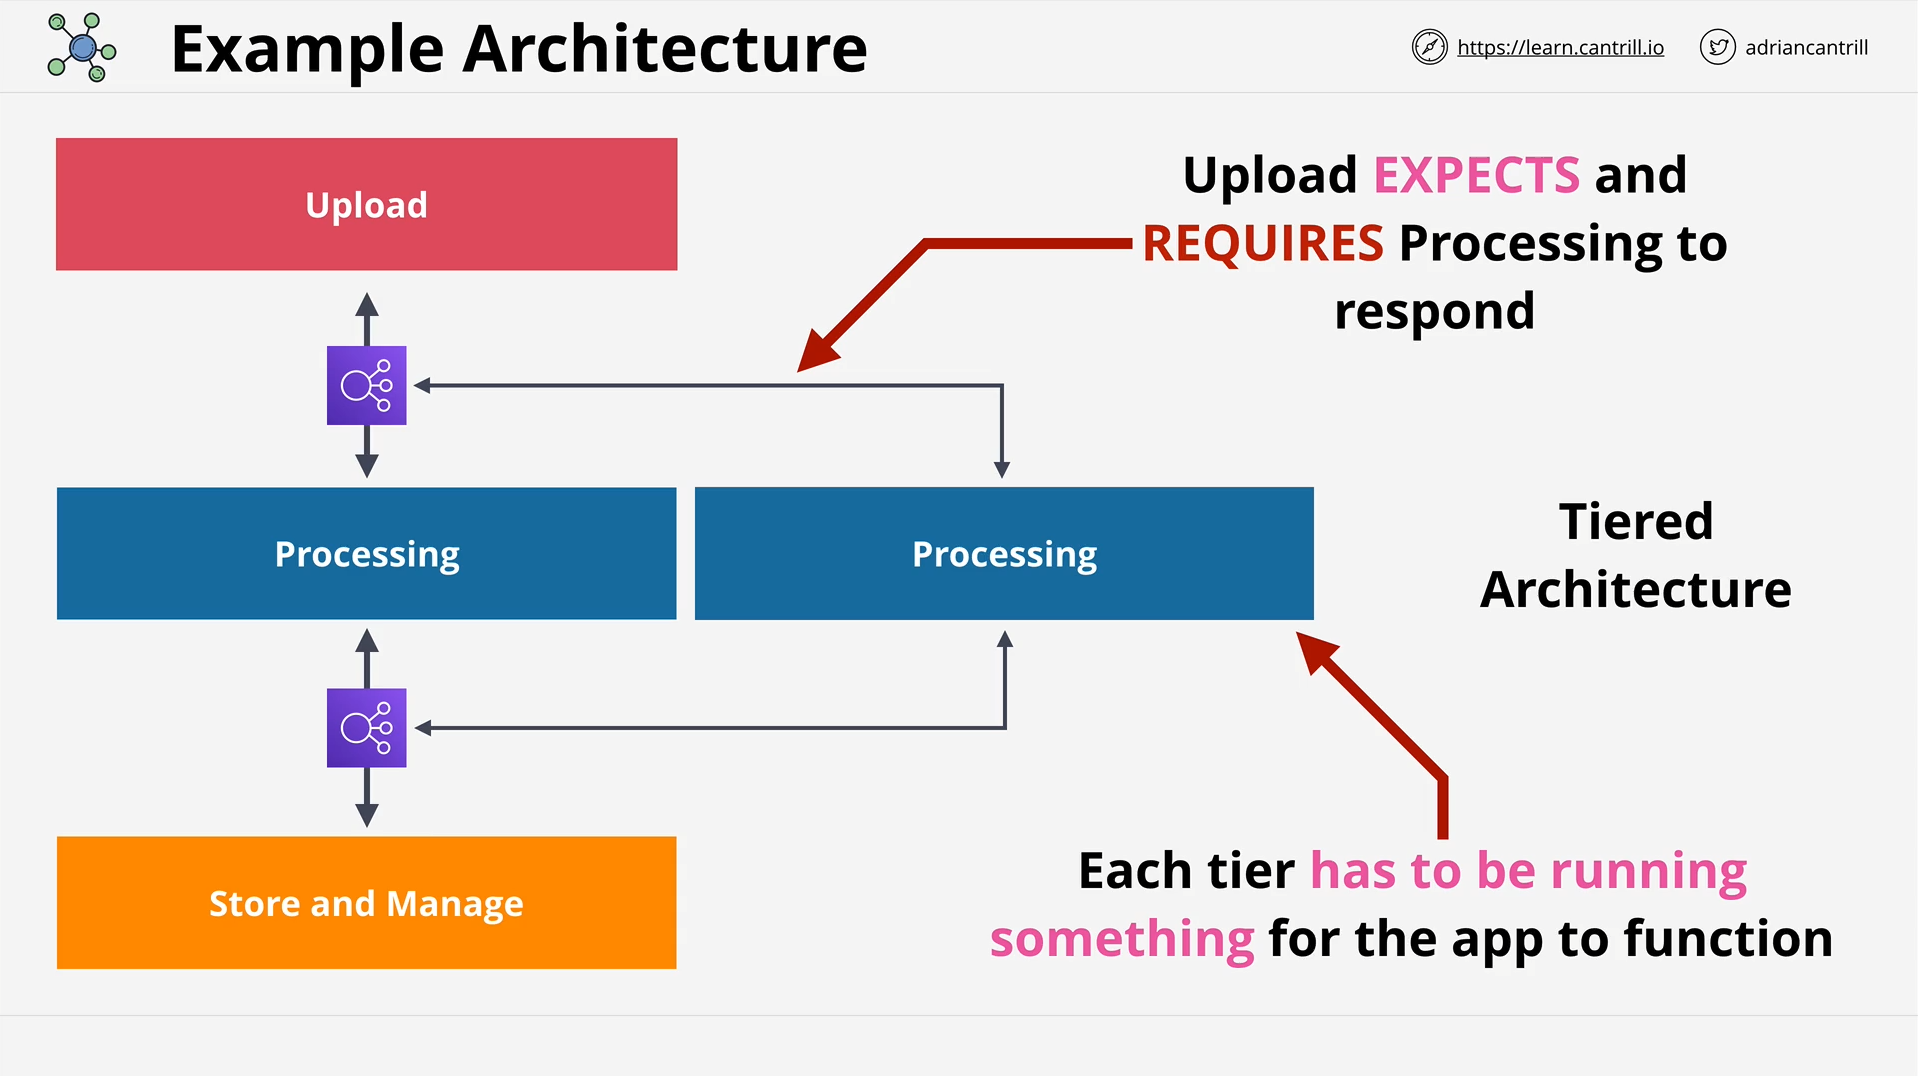 Example Architecture
https://learn.cantrill.io
adriancantrill
Upload
Upload EXPECTS and
REQUIRES Processing to
respond
Processing
Processing
Tiered
Architecture
Store and Manage
Each tier has to be running
something for the app to function